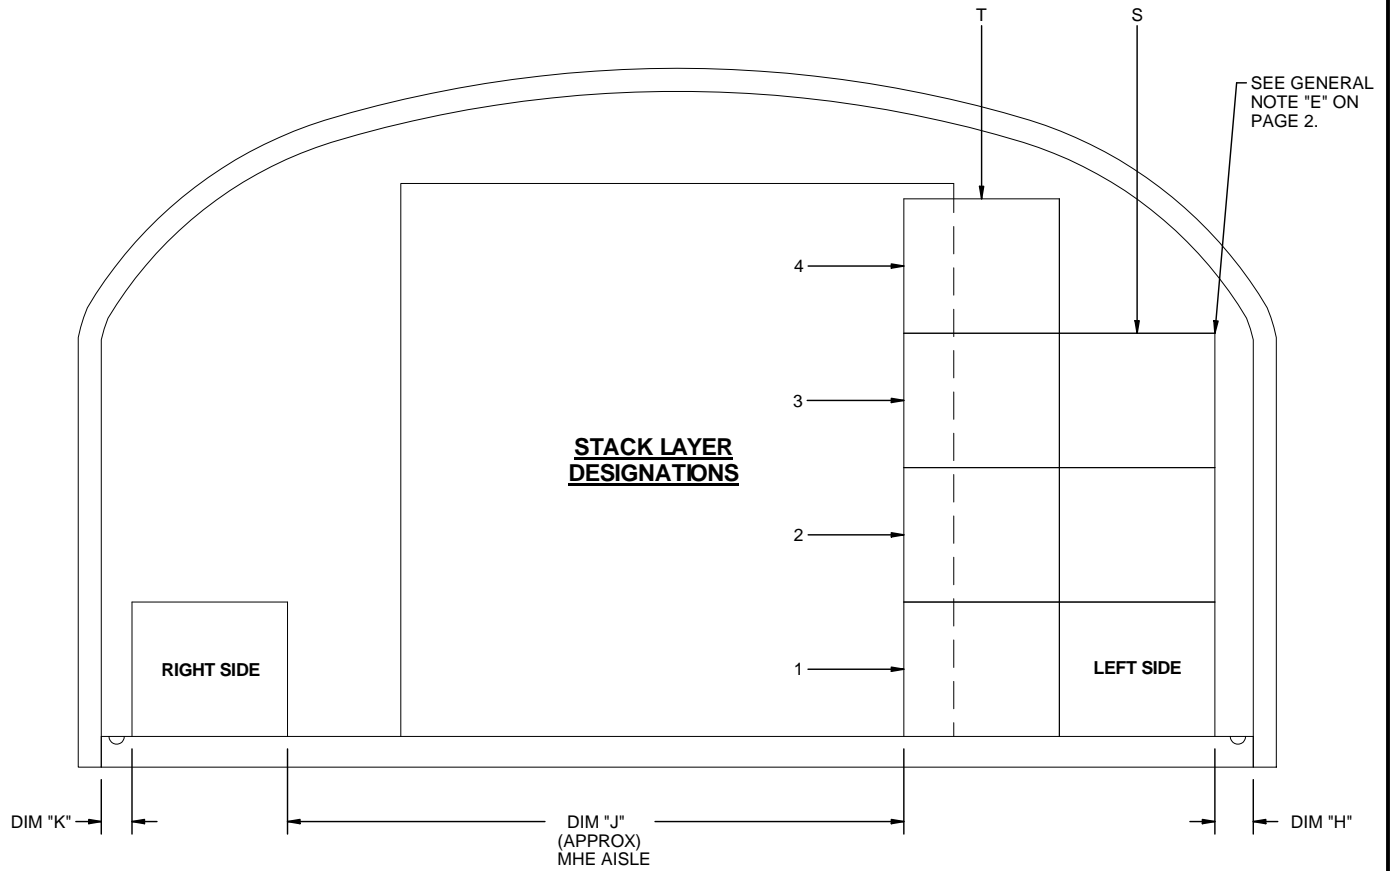 T
S
SEE GENERAL
NOTE "E" ON
PAGE 2.
4
3
STACK LAYER
DESIGNATIONS
2
1
RIGHT SIDE
LEFT SIDE
DIM "K"
DIM "J"
(APPROX)
MHE AISLE
DIM "H"